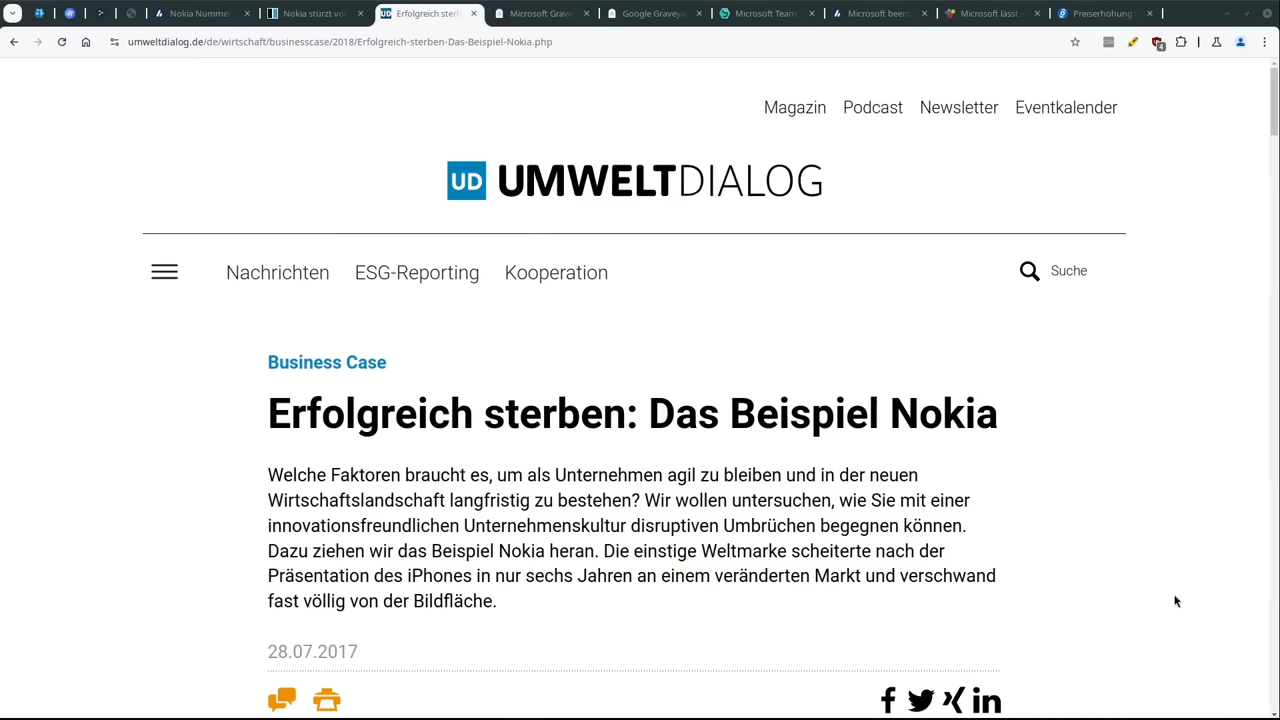 Nokia Nummer
Nokia stürzt vo
Erfolgreich ster
Microsoft Grave
Google Graveya
Microsoft Team
Microsoft beerd
Microsoft lässt s
Preiserhöhung
umweltdialog.de/de/wirtschaft/businesscase/2018/Erfolgreich-sterben-Das-Beispiel-Nokia.php
Magazin Podcast Newsletter Eventkalender
UD UMWELTDIALOG
Nachrichten ESG-Reporting Kooperation Suche
Business Case
Erfolgreich sterben: Das Beispiel Nokia
Welche Faktoren braucht es, um als Unternehmen agil zu bleiben und in der neuen
Wirtschaftslandschaft langfristig zu bestehen? Wir wollen untersuchen, wie Sie mit einer
innovationsfreundlichen Unternehmenskultur disruptiven Umbrüchen begegnen können.
Dazu ziehen wir das Beispiel Nokia heran. Die einstige Weltmarke scheiterte nach der
Präsentation des iPhones in nur sechs Jahren an einem veränderten Markt und verschwand
fast völlig von der Bildfläche.
28.07.2017